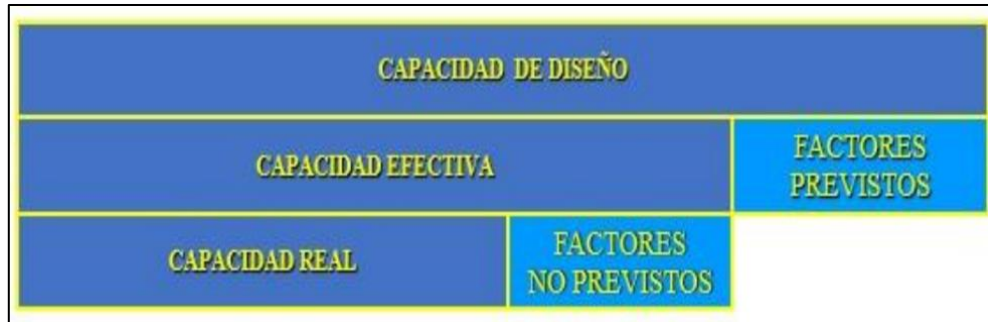 CAPACIDAD DE DISEÑO
CAPACIDAD EFECTIVA
FACTORES
PREVISTOS
CAPACIDAD REAL
FACTORES
NO PREVISTOS